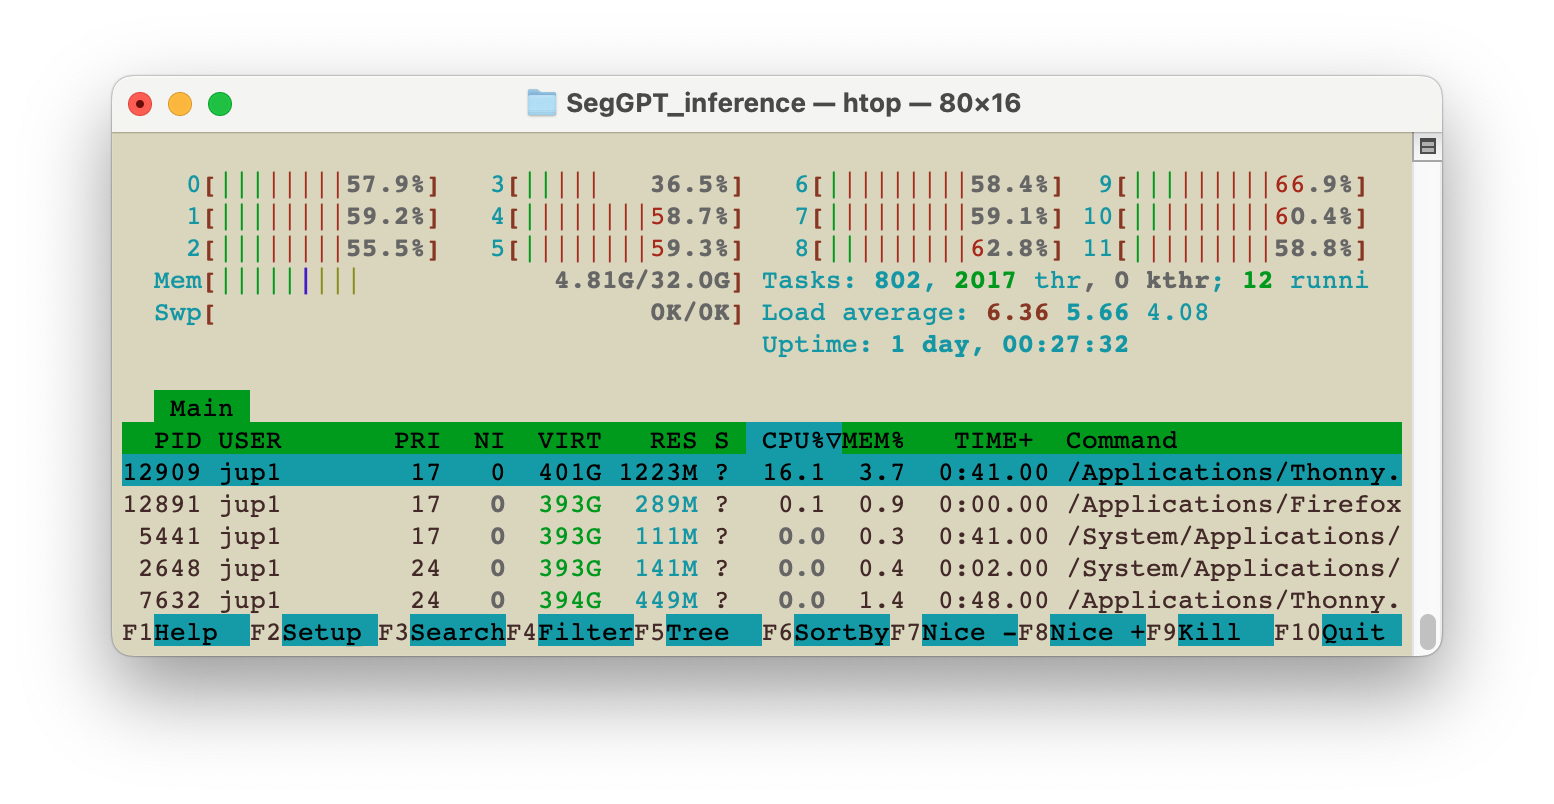 SegGPT_inference — htop — 80×16
0[|||||||||57.9%] 3[||||| 36.5%] 6[|||||||||58.4%] 9[|||||||||66.9%]
1[|||||||||59.2%] 4[||||||||58.7%] 7[|||||||||59.1%] 10[|||||||||60.4%]
2[|||||||||55.5%] 5[||||||||59.3%] 8[|||||||||62.8%] 11[|||||||||58.8%]
Mem[||||||||| 4.81G/32.0G] Tasks: 802, 2017 thr, 0 kthr; 12 runni
Swp[ 0K/0K] Load average: 6.36 5.66 4.08
Uptime: 1 day, 00:27:32
Main
PID USER PRI NI VIRT RES S CPU%▽MEM% TIME+ Command
12909 jup1 17 0 401G 1223M ? 16.1 3.7 0:41.00 /Applications/Thonny.
12891 jup1 17 0 393G 289M ? 0.1 0.9 0:00.00 /Applications/Firefox
5441 jup1 17 0 393G 111M ? 0.0 0.3 0:41.00 /System/Applications/
2648 jup1 24 0 393G 141M ? 0.0 0.4 0:02.00 /System/Applications/
7632 jup1 24 0 394G 449M ? 0.0 1.4 0:48.00 /Applications/Thonny.
F1Help F2Setup F3SearchF4FilterF5Tree F6SortByF7Nice -F8Nice +F9Kill F10Quit